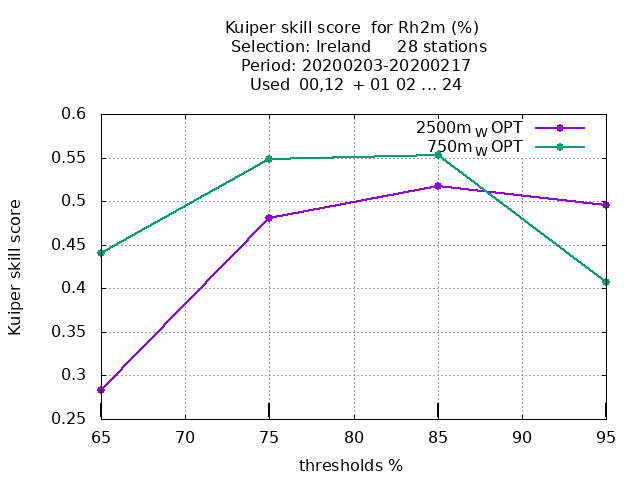 Kuiper skill score  for Rh2m (%)
Selection: Ireland     28 stations
Period: 20200203-20200217
Used  00,12  + 01 02 ... 24
0.6
0.55
0.5
0.45
0.4
0.35
0.3
0.25
Kuiper skill score
2500m W OPT
750m W OPT
65 70 75 80 85 90 95
thresholds %